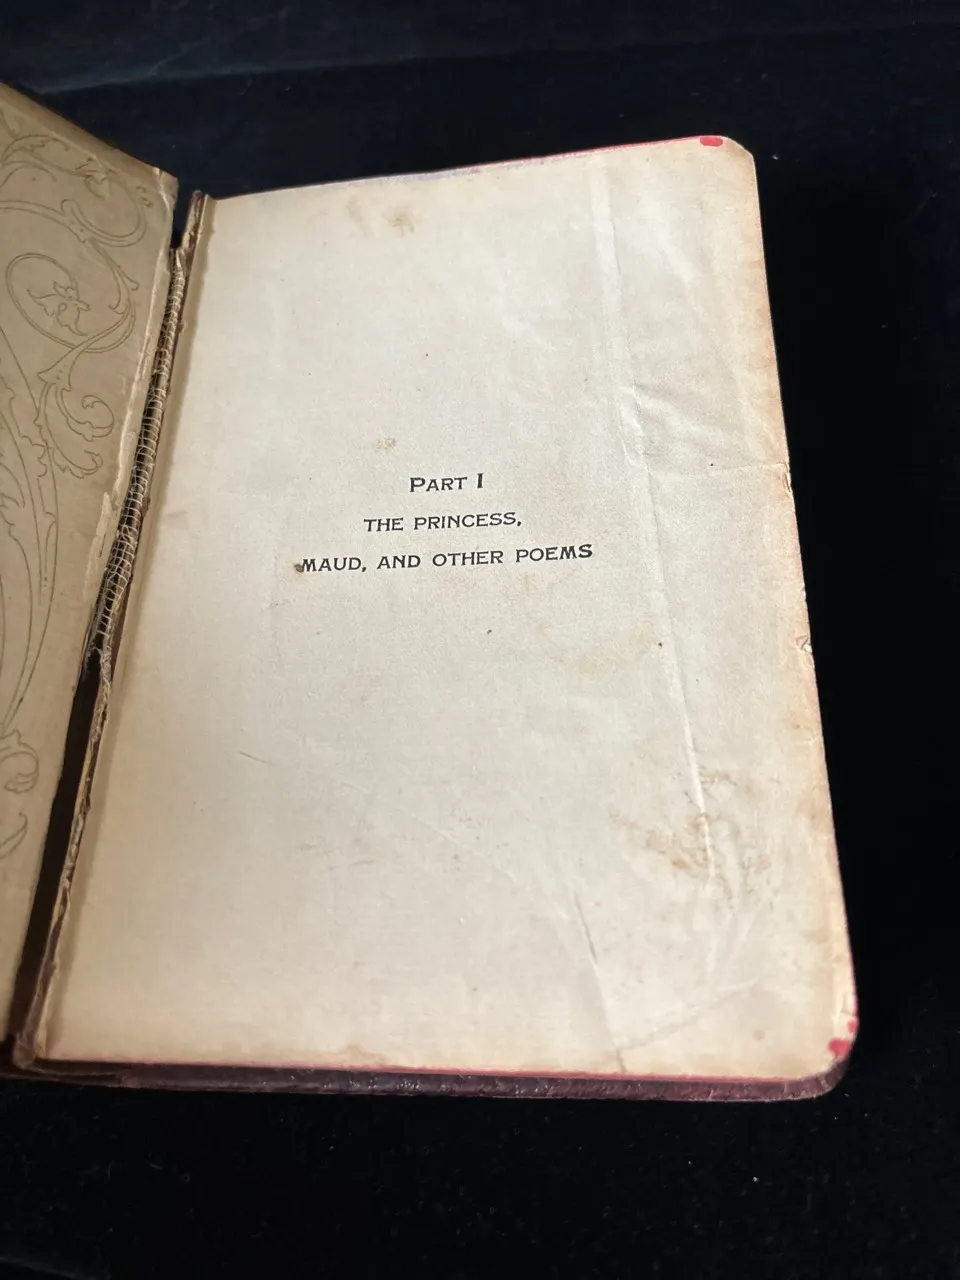 PART I
THE PRINCESS,
MAUD, AND OTHER POEMS